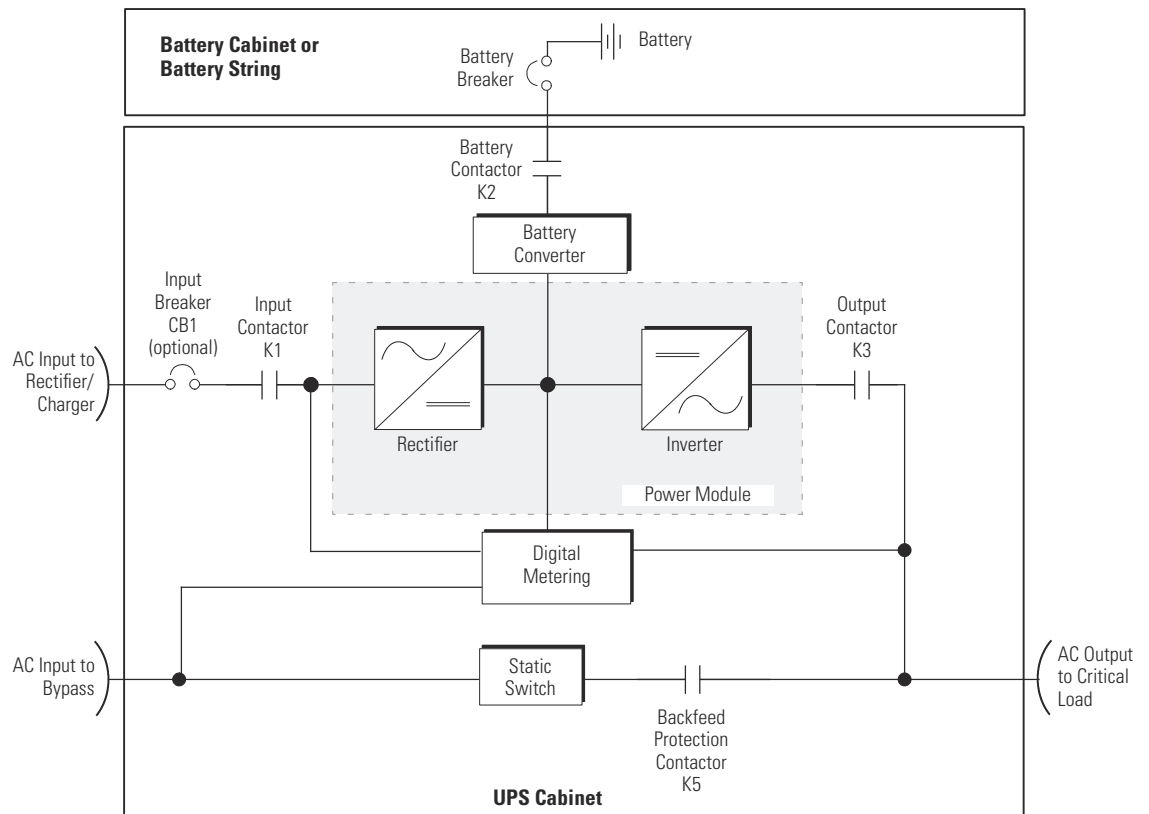 Battery Cabinet or
Battery String
Battery
Breaker
Battery
Battery
Contactor
K2
Battery
Converter
Input
Breaker
CB1
(optional)
Input
Contactor
K1
Output
Contactor
K3
AC Input to
Rectifier/
Charger
Rectifier
Inverter
Power Module
Digital
Metering
AC Input to
Bypass
Static
Switch
Backfeed
Protection
Contactor
K5
AC Output
to Critical
Load
UPS Cabinet